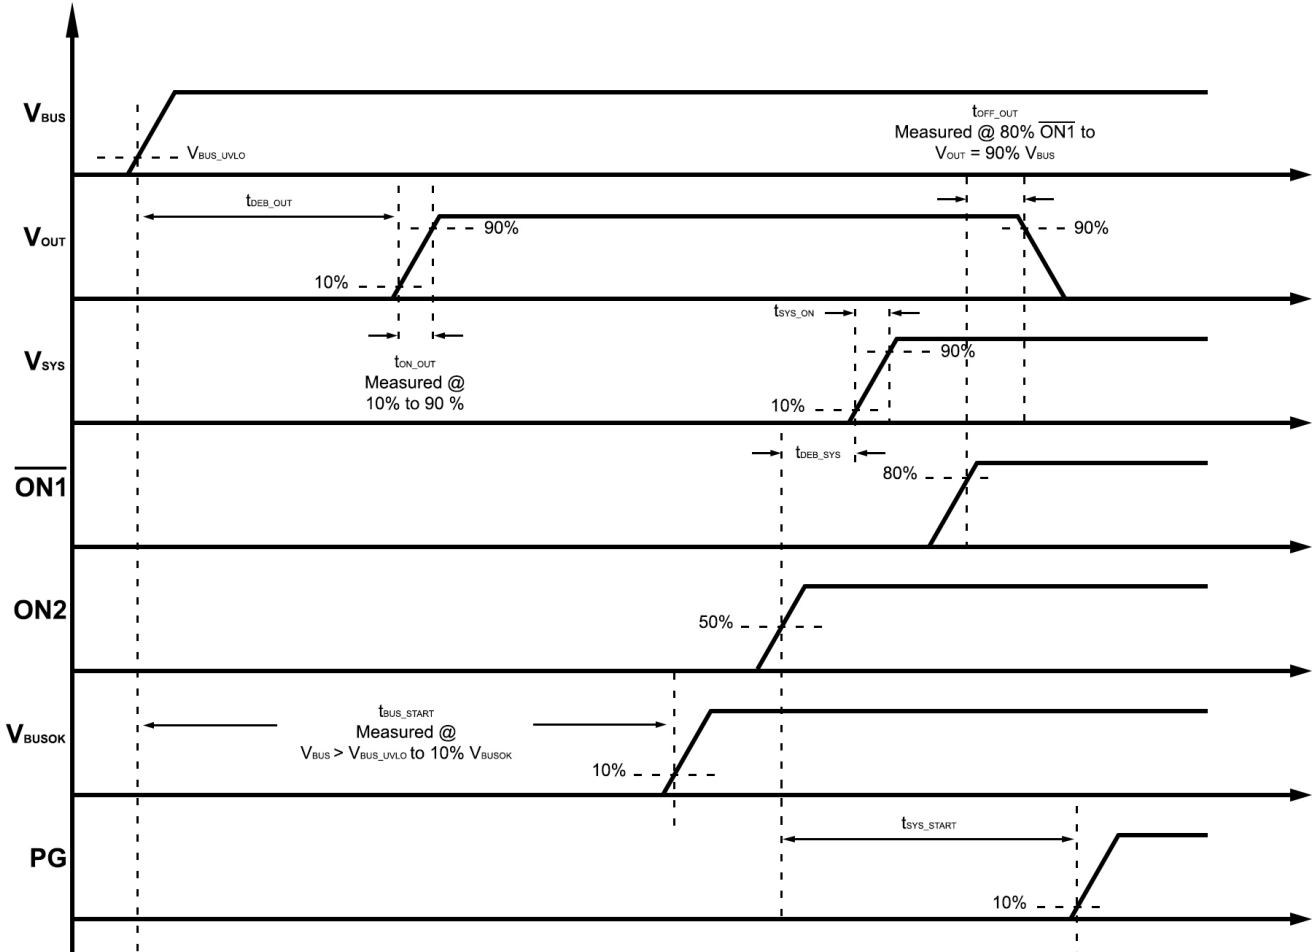 VBUS
VBUS_UVLO
tOFF_OUT
Measured @ 80% ON1 to
VOUT = 90% VBUS
tDEB_OUT
VOUT
90%
90%
10%
tSYS_ON
VSYS
90%
tON_OUT
Measured @
10% to 90 %
10%
tDEB_SYS
ON1
80%
ON2
50%
tBUS_START
Measured @
VBUS > VBUS_UVLO to 10% VBUSOK
VBUSOK
10%
tSYS_START
PG
10%